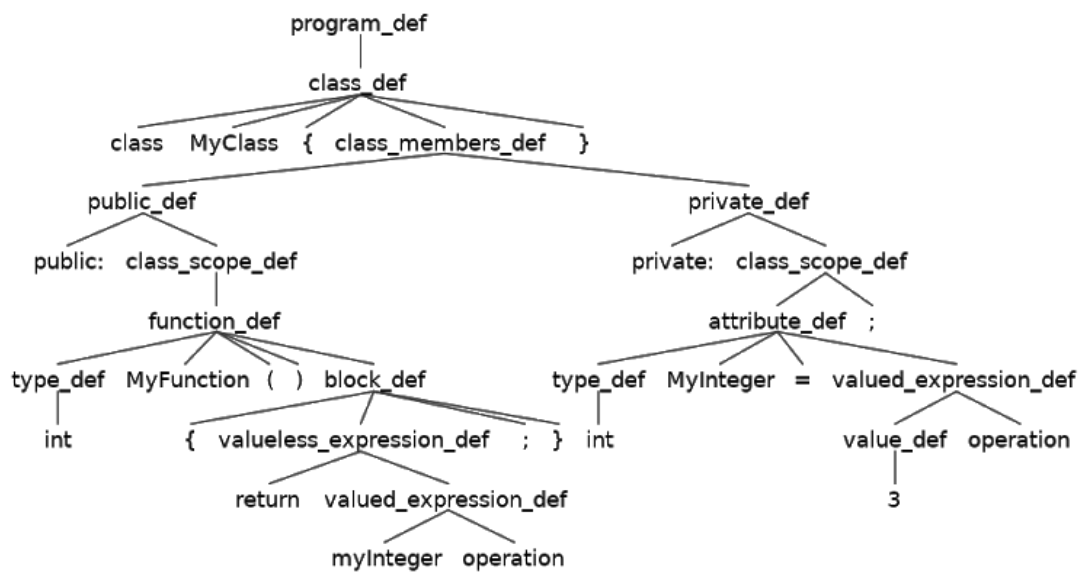 program_def
class_def
class MyClass { class_members_def }
public_def private_def
public: class_scope_def private: class_scope_def
function_def attribute_def ;
type_def MyFunction ( ) block_def type_def MyInteger = valued_expression_def
int { valueless_expression_def ; } int value_def operation
return valued_expression_def 3
myInteger operation